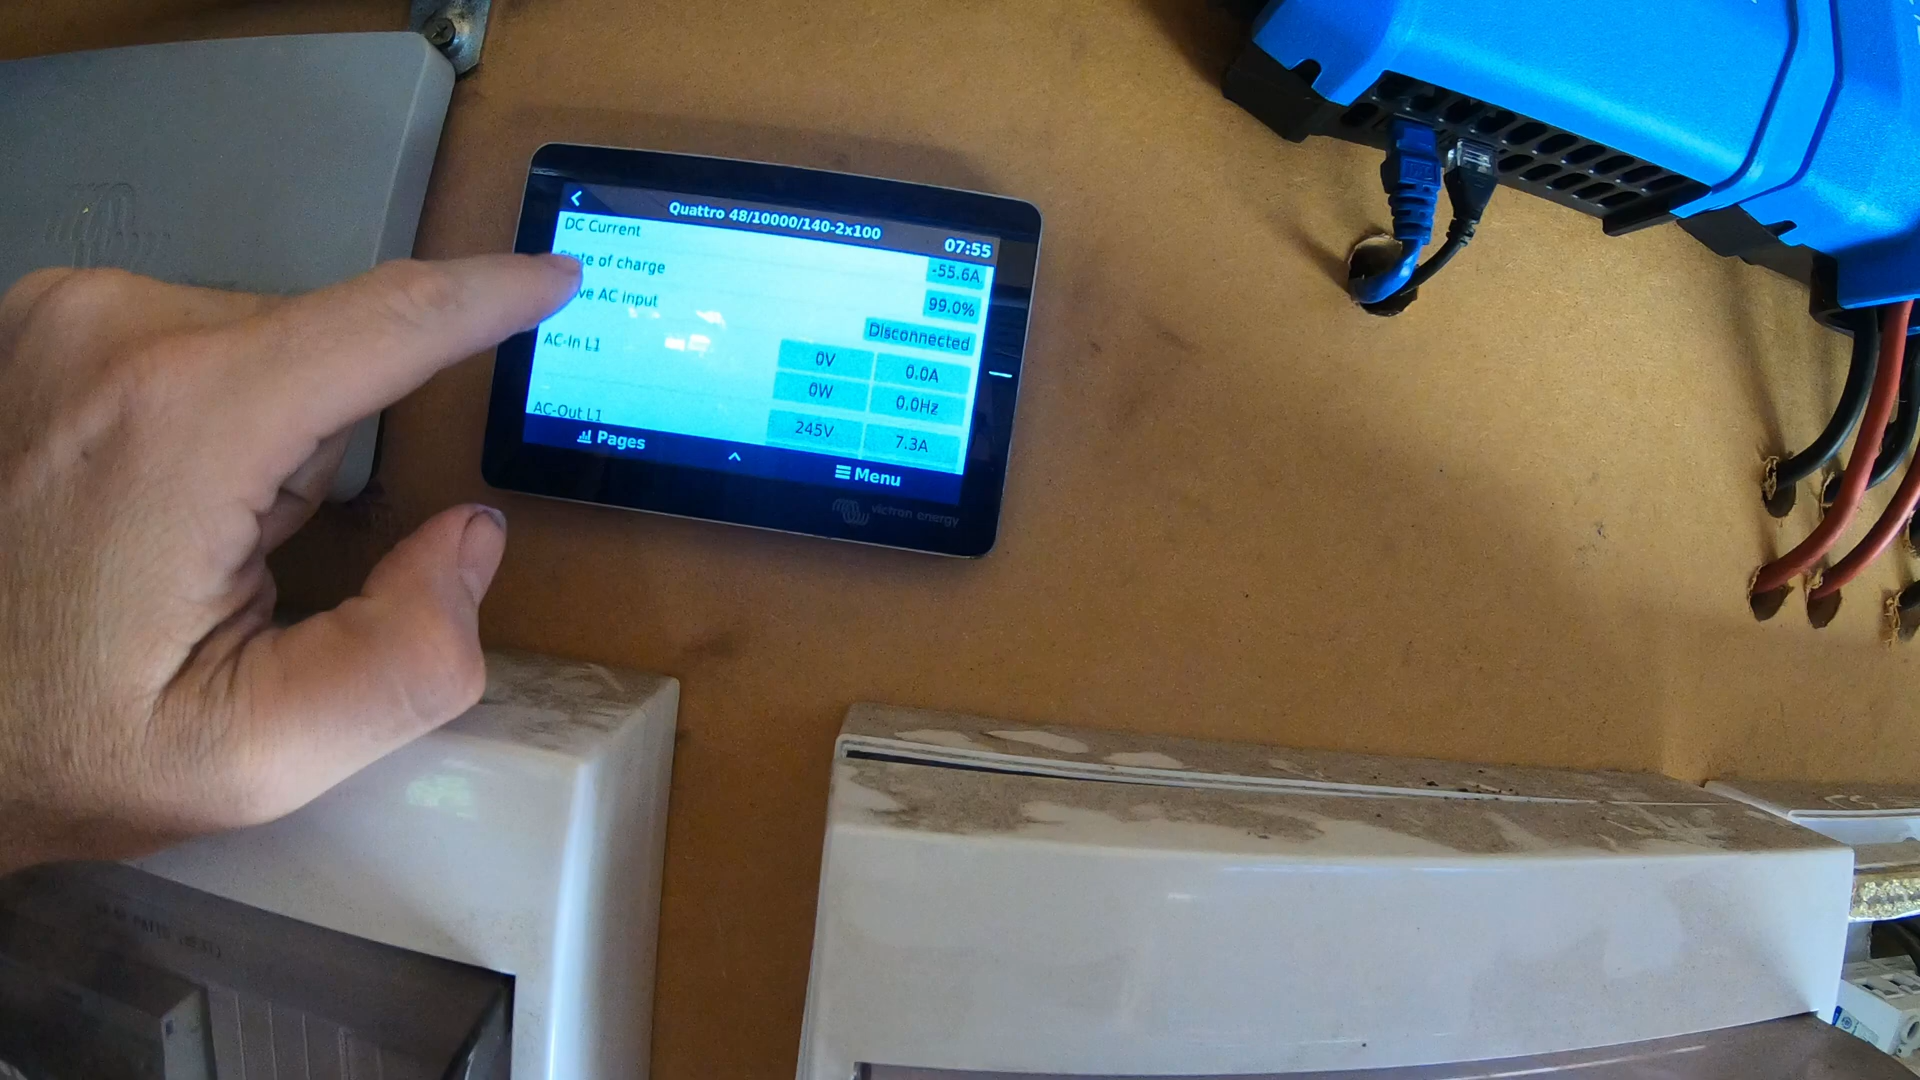 Quattro 48/10000/140-2x100
07:55
DC Current
-55.6A
of charge
99.0%
AC Input
Disconnected
AC-In L1
0V 0.0A
0W 0.0Hz
AC-Out L1
245V 7.3A
Pages
Menu
victron energy